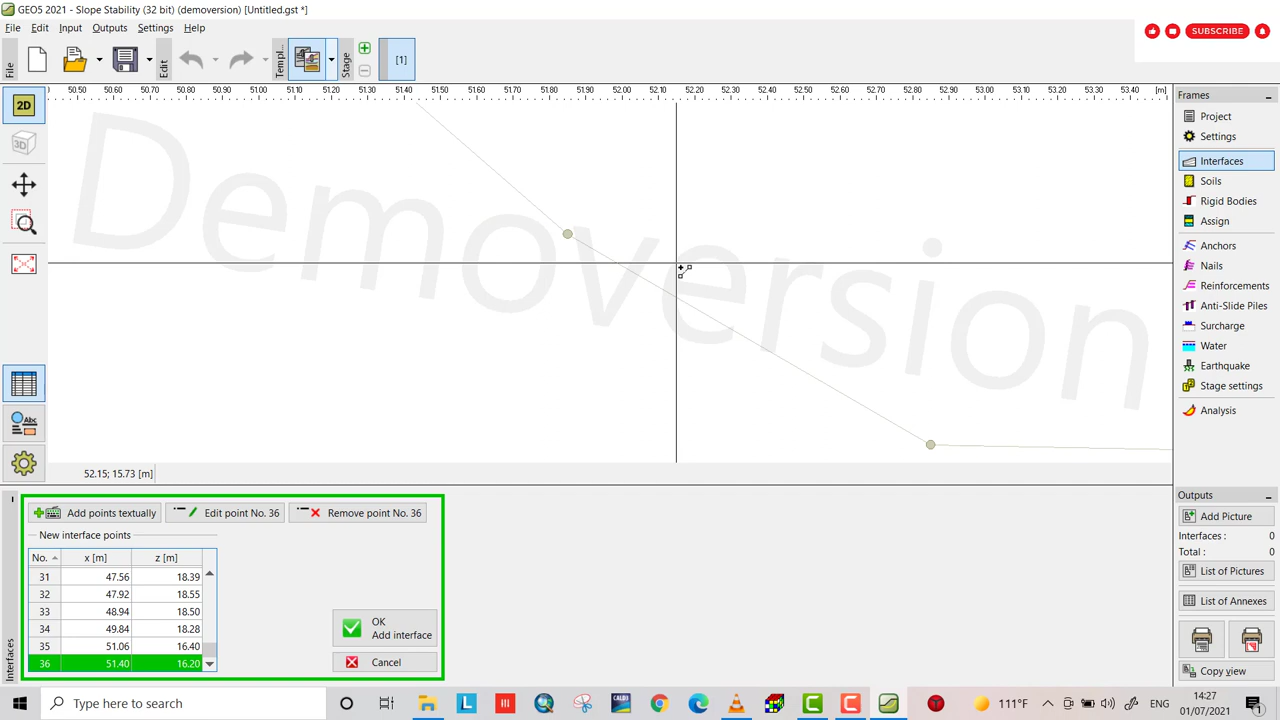 GEO5 2021 - Slope Stability (32 bit) (demoversion) [Untitled.gst *]
File Edit Input Outputs Settings Help
SUBSCRIBE
File
Edit
Templ...
Stage
[1]
50.50 50.60 50.70 50.80 50.90 51.00 51.10 51.20 51.30 51.40 51.50 51.60 51.70 51.80 51.90 52.00 52.10 52.20 52.30 52.40 52.50 52.60 52.70 52.80 52.90 53.00 53.10 53.20 53.30 53.40 [m]
2D
3D
Abc
Demoversion
52.15; 15.73 [m]
Frames
Project
Settings
Interfaces
Soils
Rigid Bodies
Assign
Anchors
Nails
Reinforcements
Anti-Slide Piles
Surcharge
Water
Earthquake
Stage settings
Analysis
Interfaces
Add points textually Edit point No. 36 Remove point No. 36
New interface points
No. x [m] z [m]
31 47.56 18.39
32 47.92 18.55
33 48.94 18.50
34 49.84 18.28
35 51.06 16.40
36 51.40 16.20
OK
Add interface
Cancel
Outputs
Add Picture
Interfaces : 0
Total : 0
List of Pictures
List of Annexes
Copy view
Type here to search
L
CALB3
111°F
ENG
14:27
01/07/2021
1